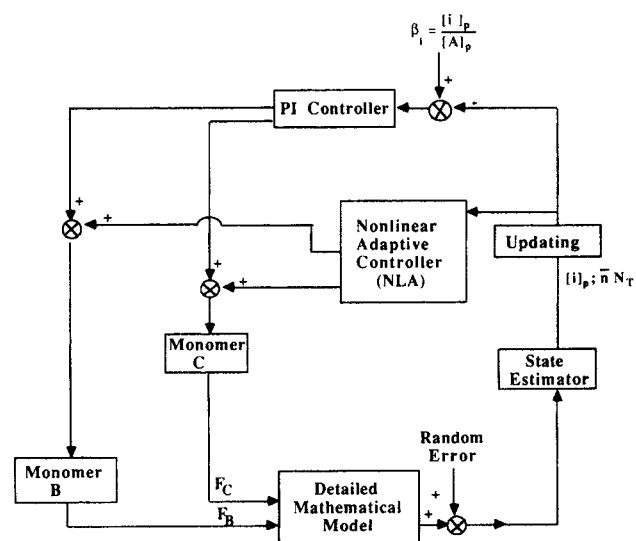 β_i = [i]_p / {A]_p
+
PI Controller
-
+
+
Nonlinear
Adaptive
Controller
(NLA)
Updating
[i]_p ; n̅ N_T
+
+
Monomer
C
State
Estimator
Random
Error
Monomer
B
F_C
F_B
Detailed
Mathematical
Model
+
+